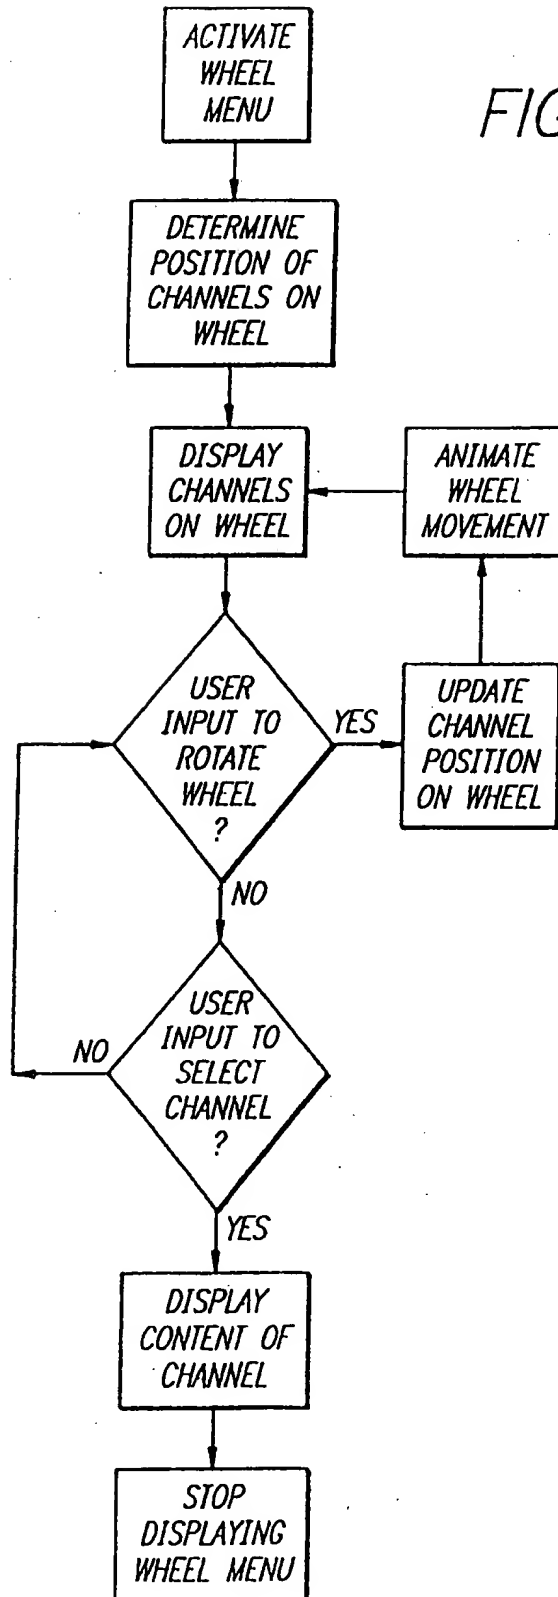 ACTIVATE
WHEEL
MENU
FIG
DETERMINE
POSITION OF
CHANNELS ON
WHEEL
DISPLAY
CHANNELS
ON WHEEL
ANIMATE
WHEEL
MOVEMENT
USER
INPUT TO
ROTATE
WHEEL
?
YES
UPDATE
CHANNEL
POSITION
ON WHEEL
NO
USER
INPUT TO
SELECT
CHANNEL
?
NO
YES
DISPLAY
CONTENT OF
CHANNEL
STOP
DISPLAYING
WHEEL MENU